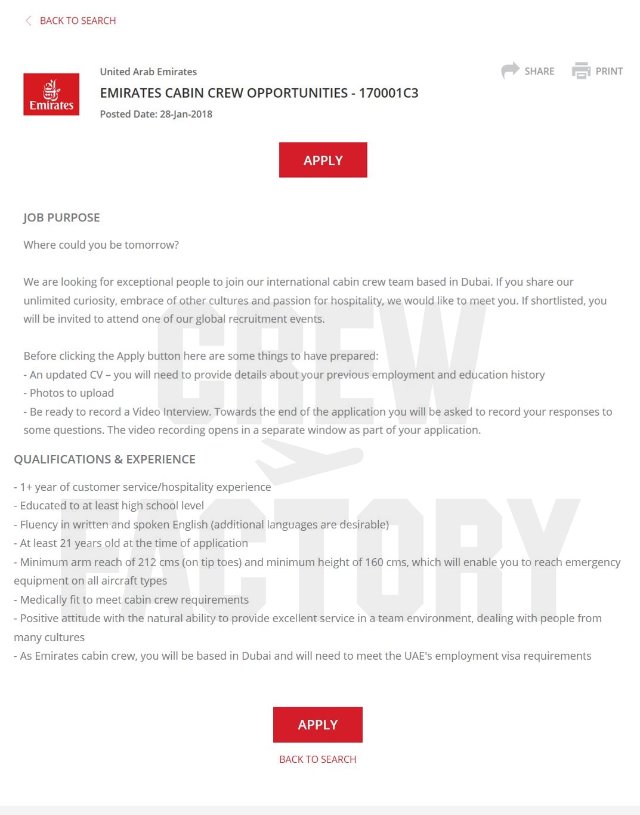 BACK TO SEARCH
United Arab Emirates
SHARE
PRINT
Emirates
EMIRATES CABIN CREW OPPORTUNITIES - 170001C3
Posted Date: 28-Jan-2018
APPLY
JOB PURPOSE
Where could you be tomorrow?
We are looking for exceptional people to join our international cabin crew team based in Dubai. If you share our
unlimited curiosity, embrace of other cultures and passion for hospitality, we would like to meet you. If shortlisted, you
will be invited to attend one of our global recruitment events.
Before clicking the Apply button here are some things to have prepared:
- An updated CV – you will need to provide details about your previous employment and education history
- Photos to upload
- Be ready to record a Video Interview. Towards the end of the application you will be asked to record your responses to
some questions. The video recording opens in a separate window as part of your application.
CREW
FACTORY
QUALIFICATIONS & EXPERIENCE
- 1+ year of customer service/hospitality experience
- Educated to at least high school level
- Fluency in written and spoken English (additional languages are desirable)
- At least 21 years old at the time of application
- Minimum arm reach of 212 cms (on tip toes) and minimum height of 160 cms, which will enable you to reach emergency
equipment on all aircraft types
- Medically fit to meet cabin crew requirements
- Positive attitude with the natural ability to provide excellent service in a team environment, dealing with people from
many cultures
- As Emirates cabin crew, you will be based in Dubai and will need to meet the UAE's employment visa requirements
APPLY
BACK TO SEARCH